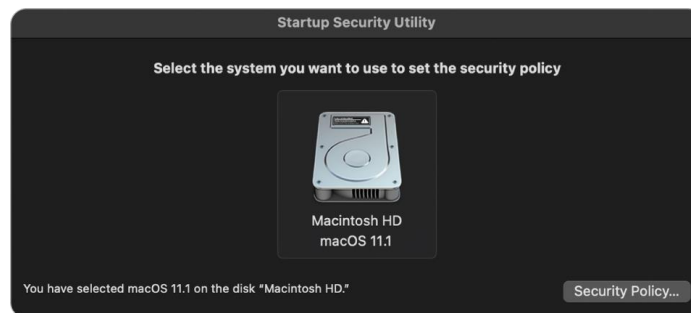 Startup Security Utility
Select the system you want to use to set the security policy
Macintosh HD
macOS 11.1
You have selected macOS 11.1 on the disk “Macintosh HD.”
Security Policy...